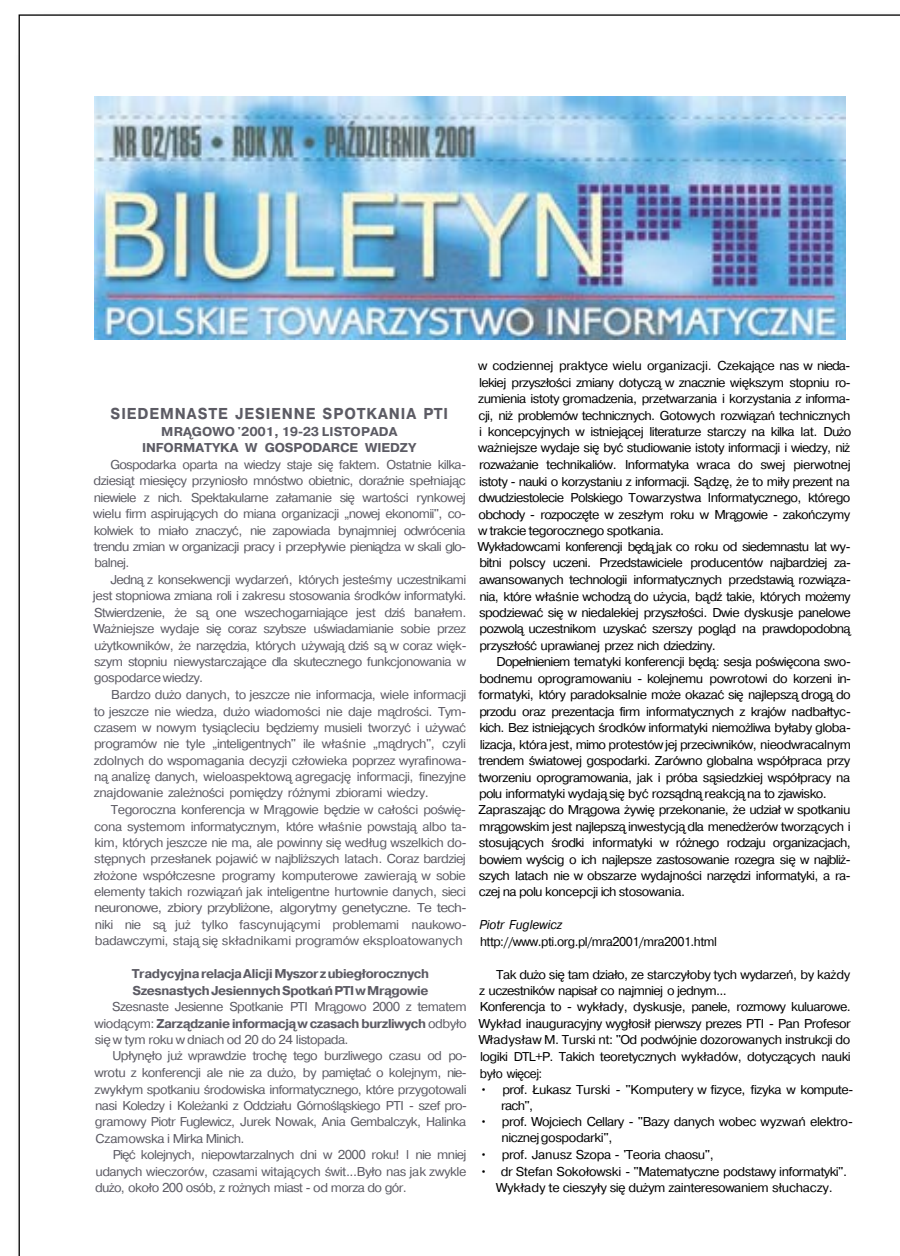 NR 02/185 • ROK XX • PAŹDZIERNIK 2001
BIULETYN PTI
POLSKIE TOWARZYSTWO INFORMATYCZNE
SIEDEMNASTE JESIENNE SPOTKANIA PTI
MRĄGOWO '2001, 19-23 LISTOPADA
INFORMATYKA W GOSPODARCE WIEDZY
Gospodarka oparta na wiedzy staje się faktem. Ostatnie kilka-
dziesiąt miesięcy przyniosło mnóstwo obietnic, doraźnie spełniając
niewiele z nich. Spektakularne załamanie się wartości rynkowej
wielu firm aspirujących do miana organizacji „nowej ekonomii", co-
kolwiek to miało znaczyć, nie zapowiada bynajmniej odwrócenia
trendu zmian w organizacji pracy i przepływie pieniądza w skali glo-
balnej.
Jedną z konsekwencji wydarzeń, których jesteśmy uczestnikami
jest stopniowa zmiana roli i zakresu stosowania środków informatyki.
Stwierdzenie, że są one wszechogarniające jest dziś banałem.
Ważniejsze wydaje się coraz szybsze uświadamianie sobie przez
użytkowników, że narzędzia, których używają dziś są w coraz więk-
szym stopniu niewystarczające dla skutecznego funkcjonowania w
gospodarce wiedzy.
Bardzo dużo danych, to jeszcze nie informacja, wiele informacji
to jeszcze nie wiedza, dużo wiadomości nie daje mądrości. Tym-
czasem w nowym tysiącleciu będziemy musieli tworzyć i używać
programów nie tyle „inteligentnych" ile właśnie „mądrych", czyli
zdolnych do wspomagania decyzji człowieka poprzez wyrafinowa-
ną analizę danych, wieloaspektową agregację informacji, finezyjne
znajdowanie zależności pomiędzy różnymi zbiorami wiedzy.
Tegoroczna konferencja w Mrągowie będzie w całości poświę-
cona systemom informatycznym, które właśnie powstają albo ta-
kim, których jeszcze nie ma, ale powinny się według wszelkich do-
stępnych przesłanek pojawić w najbliższych latach. Coraz bardziej
złożone współczesne programy komputerowe zawierają w sobie
elementy takich rozwiązań jak inteligentne hurtownie danych, sieci
neuronowe, zbiory przybliżone, algorytmy genetyczne. Te tech-
niki nie są już tylko fascynującymi problemami naukowo-
badawczymi, stają się składnikami programów eksploatowanych
w codziennej praktyce wielu organizacji. Czekające nas w nieda-
lekiej przyszłości zmiany dotyczą w znacznie większym stopniu ro-
zumienia istoty gromadzenia, przetwarzania i korzystania z informa-
cji, niż problemów technicznych. Gotowych rozwiązań technicznych
i koncepcyjnych w istniejącej literaturze starczy na kilka lat. Dużo
ważniejsze wydaje się być studiowanie istoty informacji i wiedzy, niż
rozważanie technikaliów. Informatyka wraca do swej pierwotnej
istoty - nauki o korzystaniu z informacji. Sądzę, że to miły prezent na
dwudziestolecie Polskiego Towarzystwa Informatycznego, którego
obchody - rozpoczęte w zeszłym roku w Mrągowie - zakończymy
w trakcie tegorocznego spotkania.
Wykładowcami konferencji będą jak co roku od siedemnastu lat wy-
bitni polscy uczeni. Przedstawiciele producentów najbardziej za-
awansowanych technologii informatycznych przedstawią rozwiąza-
nia, które właśnie wchodzą do użycia, bądź takie, których możemy
spodziewać się w niedalekiej przyszłości. Dwie dyskusje panelowe
pozwolą uczestnikom uzyskać szerszy pogląd na prawdopodobną
przyszłość uprawianej przez nich dziedziny.
Dopełnieniem tematyki konferencji będą: sesja poświęcona swo-
bodnemu oprogramowaniu - kolejnemu powrotowi do korzeni in-
formatyki, który paradoksalnie może okazać się najlepszą drogą do
przodu oraz prezentacja firm informatycznych z krajów nadbałtyc-
kich. Bez istniejących środków informatyki niemożliwa byłaby globa-
lizacja, która jest, mimo protestów jej przeciwników, nieodwracalnym
trendem światowej gospodarki. Zarówno globalna współpraca przy
tworzeniu oprogramowania, jak i próba sąsiedzkiej współpracy na
polu informatyki wydają się być rozsądną reakcją na to zjawisko.
Zapraszając do Mrągowa żywię przekonanie, że udział w spotkaniu
mrągowskim jest najlepszą inwestycją dla menedżerów tworzących i
stosujących środki informatyki w różnego rodzaju organizacjach,
bowiem wyścig o ich najlepsze zastosowanie rozegra się w najbliż-
szych latach nie w obszarze wydajności narzędzi informatyki, a ra-
czej na polu koncepcji ich stosowania.
Piotr Fuglewicz
http://www.pti.org.pl/mra2001/mra2001.html
Tradycyjna relacja Alicji Myszor z ubiegłorocznych
Szesnastych Jesiennych Spotkań PTI w Mrągowie
Szesnaste Jesienne Spotkanie PTI Mrągowo 2000 z tematem
wiodącym: Zarządzanie informacją w czasach burzliwych odbyło
się w tym roku w dniach od 20 do 24 listopada.
Upłynęło już wprawdzie trochę tego burzliwego czasu od po-
wrotu z konferencji ale nie za dużo, by pamiętać o kolejnym, nie-
zwykłym spotkaniu środowiska informatycznego, które przygotowali
nasi Koledzy i Koleżanki z Oddziału Górnośląskiego PTI - szef pro-
gramowy Piotr Fuglewicz, Jurek Nowak, Ania Gembalczyk, Halinka
Czamowska i Mirka Minich.
Pięć kolejnych, niepowtarzalnych dni w 2000 roku! I nie mniej
udanych wieczorów, czasami witających świt...Było nas jak zwykle
dużo, około 200 osób, z rożnych miast - od morza do gór.
Tak dużo się tam działo, ze starczyłoby tych wydarzeń, by każdy
z uczestników napisał co najmniej o jednym...
Konferencja to - wykłady, dyskusje, panele, rozmowy kuluarowe.
Wykład inauguracyjny wygłosił pierwszy prezes PTI - Pan Profesor
Władysław M. Turski nt: "Od podwójnie dozorowanych instrukcji do
logiki DTL+P. Takich teoretycznych wykładów, dotyczących nauki
było więcej:
• prof. Łukasz Turski - "Komputery w fizyce, fizyka w kompute-
rach",
• prof. Wojciech Cellary - "Bazy danych wobec wyzwań elektro-
nicznej gospodarki",
• prof. Janusz Szopa - 'Teoria chaosu",
• dr Stefan Sokołowski - "Matematyczne podstawy informatyki".
Wykłady te cieszyły się dużym zainteresowaniem słuchaczy.